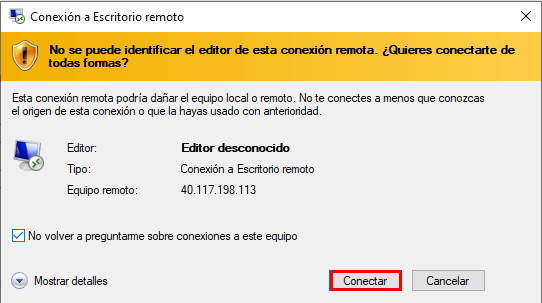 Conexión a Escritorio remoto
No se puede identificar el editor de esta conexión remota. ¿Quieres conectarte de
todas formas?
Esta conexión remota podría dañar el equipo local o remoto. No te conectes a menos que conozcas
el origen de esta conexión o que la hayas usado con anterioridad.
Editor: Editor desconocido
Tipo: Conexión a Escritorio remoto
Equipo remoto: 40.117.198.113
No volver a preguntarme sobre conexiones a este equipo
Mostrar detalles Conectar Cancelar